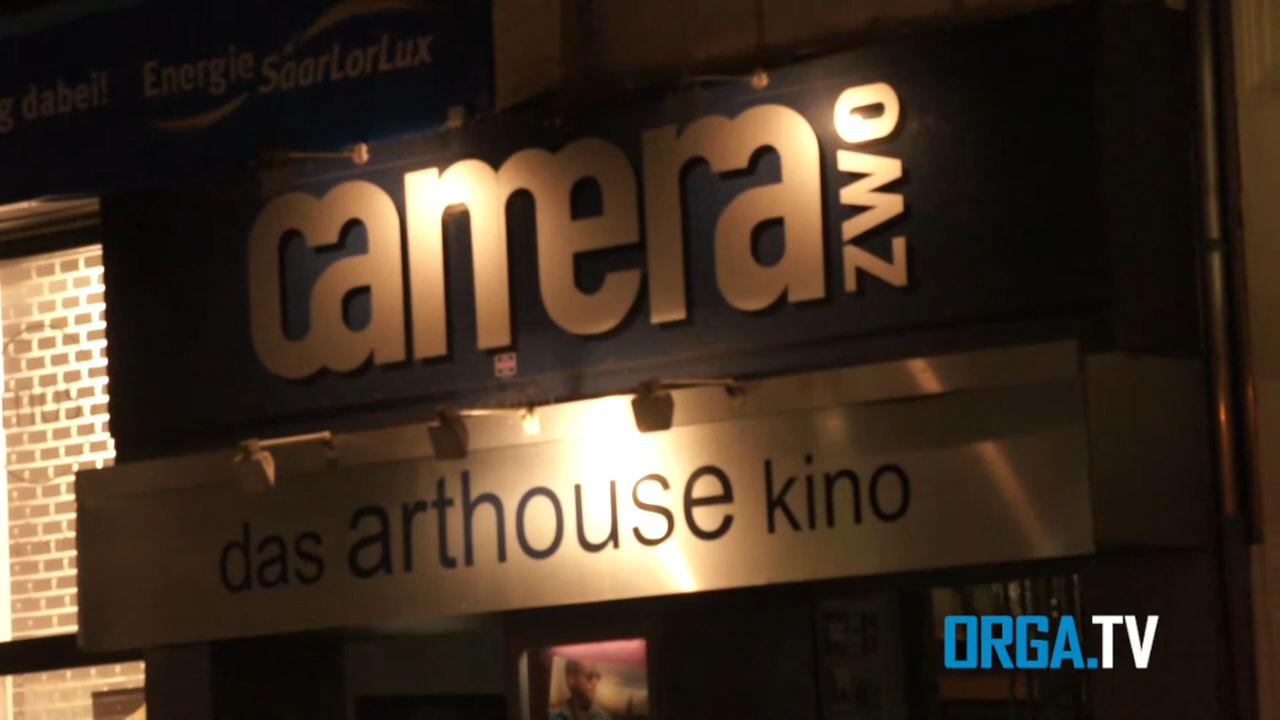 dabei! Energie SaarLorLux
camera zwo
das arthouse kino
ORGA.TV